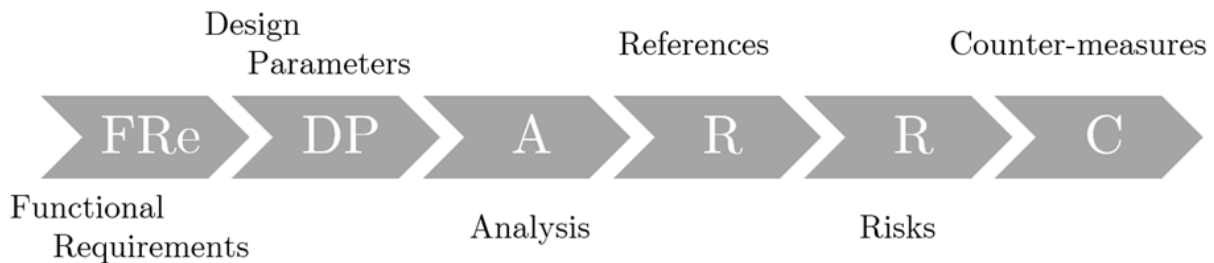 Design
Parameters
References
Counter-measures
FRe
DP
A
R
R
C
Functional
Requirements
Analysis
Risks